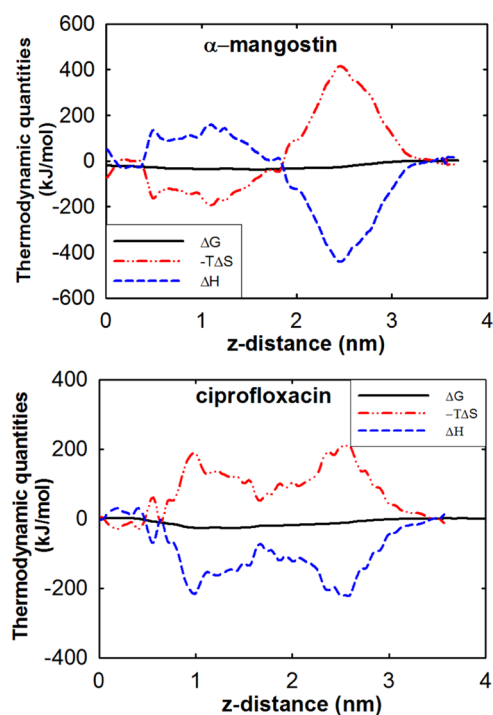 600
400
200
0
-200
-400
-600
Thermodynamic quantities
(kJ/mol)
α−mangostin
ΔG
-TΔS
ΔH
0 1 2 3 4
z-distance (nm)
400
200
0
-200
-400
Thermodynamic quantities
(kJ/mol)
ciprofloxacin
ΔG
−TΔS
ΔH
0 1 2 3 4
z-distance (nm)